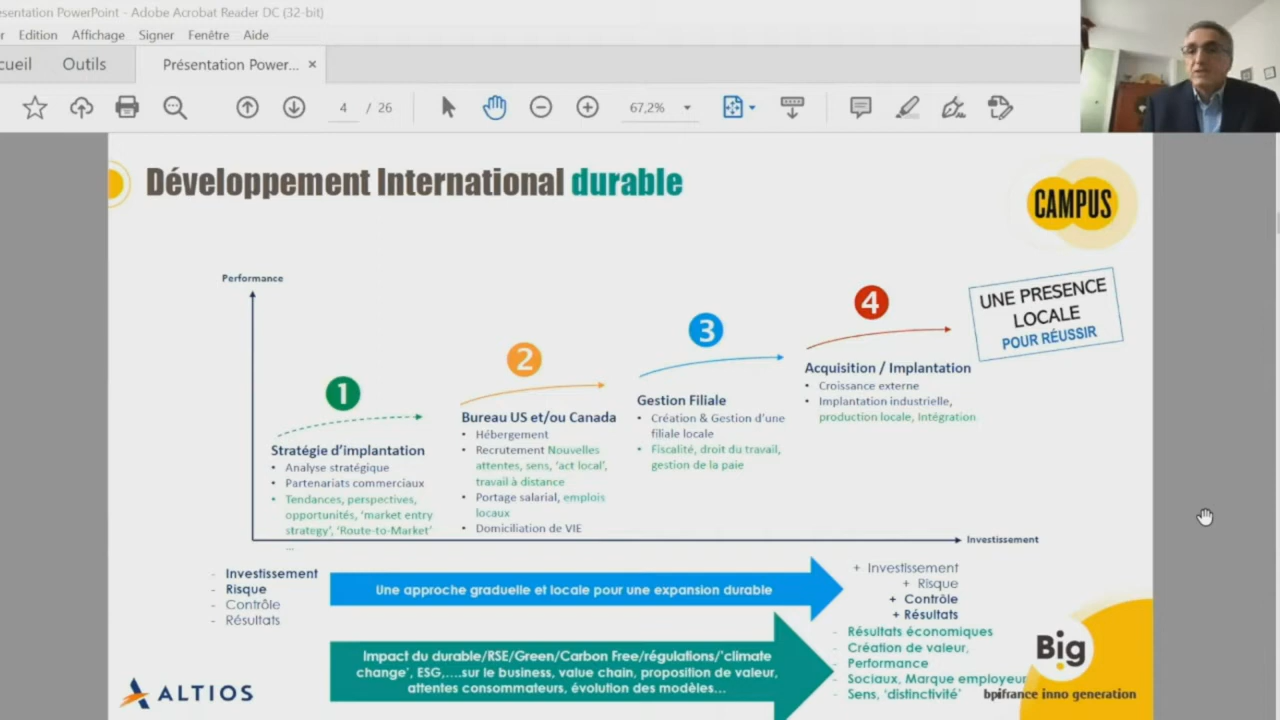 ésentation PowerPoint - Adobe Acrobat Reader DC (32-bit)
r Edition Affichage Signer Fenêtre Aide
cueil Outils Présentation Power... ×
4 / 26 67,2%
Développement International durable
CAMPUS
Performance
UNE PRESENCE
LOCALE
POUR RÉUSSIR
1
Stratégie d'implantation
• Analyse stratégique
• Partenariats commerciaux
• Tendances, perspectives,
opportunités, 'market entry
strategy', 'Route-to-Market'
...
2
Bureau US et/ou Canada
• Hébergement
• Recrutement Nouvelles
attentes, sens, 'act local',
travail à distance
• Portage salarial, emplois
locaux
• Domiciliation de VIE
3
Gestion Filiale
• Création & Gestion d'une
filiale locale
• Fiscalité, droit du travail,
gestion de la paie
4
Acquisition / Implantation
• Croissance externe
• Implantation industrielle,
production locale, Intégration
Investissement
- Investissement
- Risque
- Contrôle
- Résultats
Une approche graduelle et locale pour une expansion durable
+ Investissement
+ Risque
+ Contrôle
+ Résultats
Impact du durable/RSE/Green/Carbon Free/régulations/'climate
change', ESG,....sur le business, value chain, proposition de valeur,
attentes consommateurs, évolution des modèles...
- Résultats économiques
- Création de valeur,
- Performance
- Sociaux, Marque employeur
- Sens, 'distinctivité'
ALTIOS
Big
bpifrance inno generation